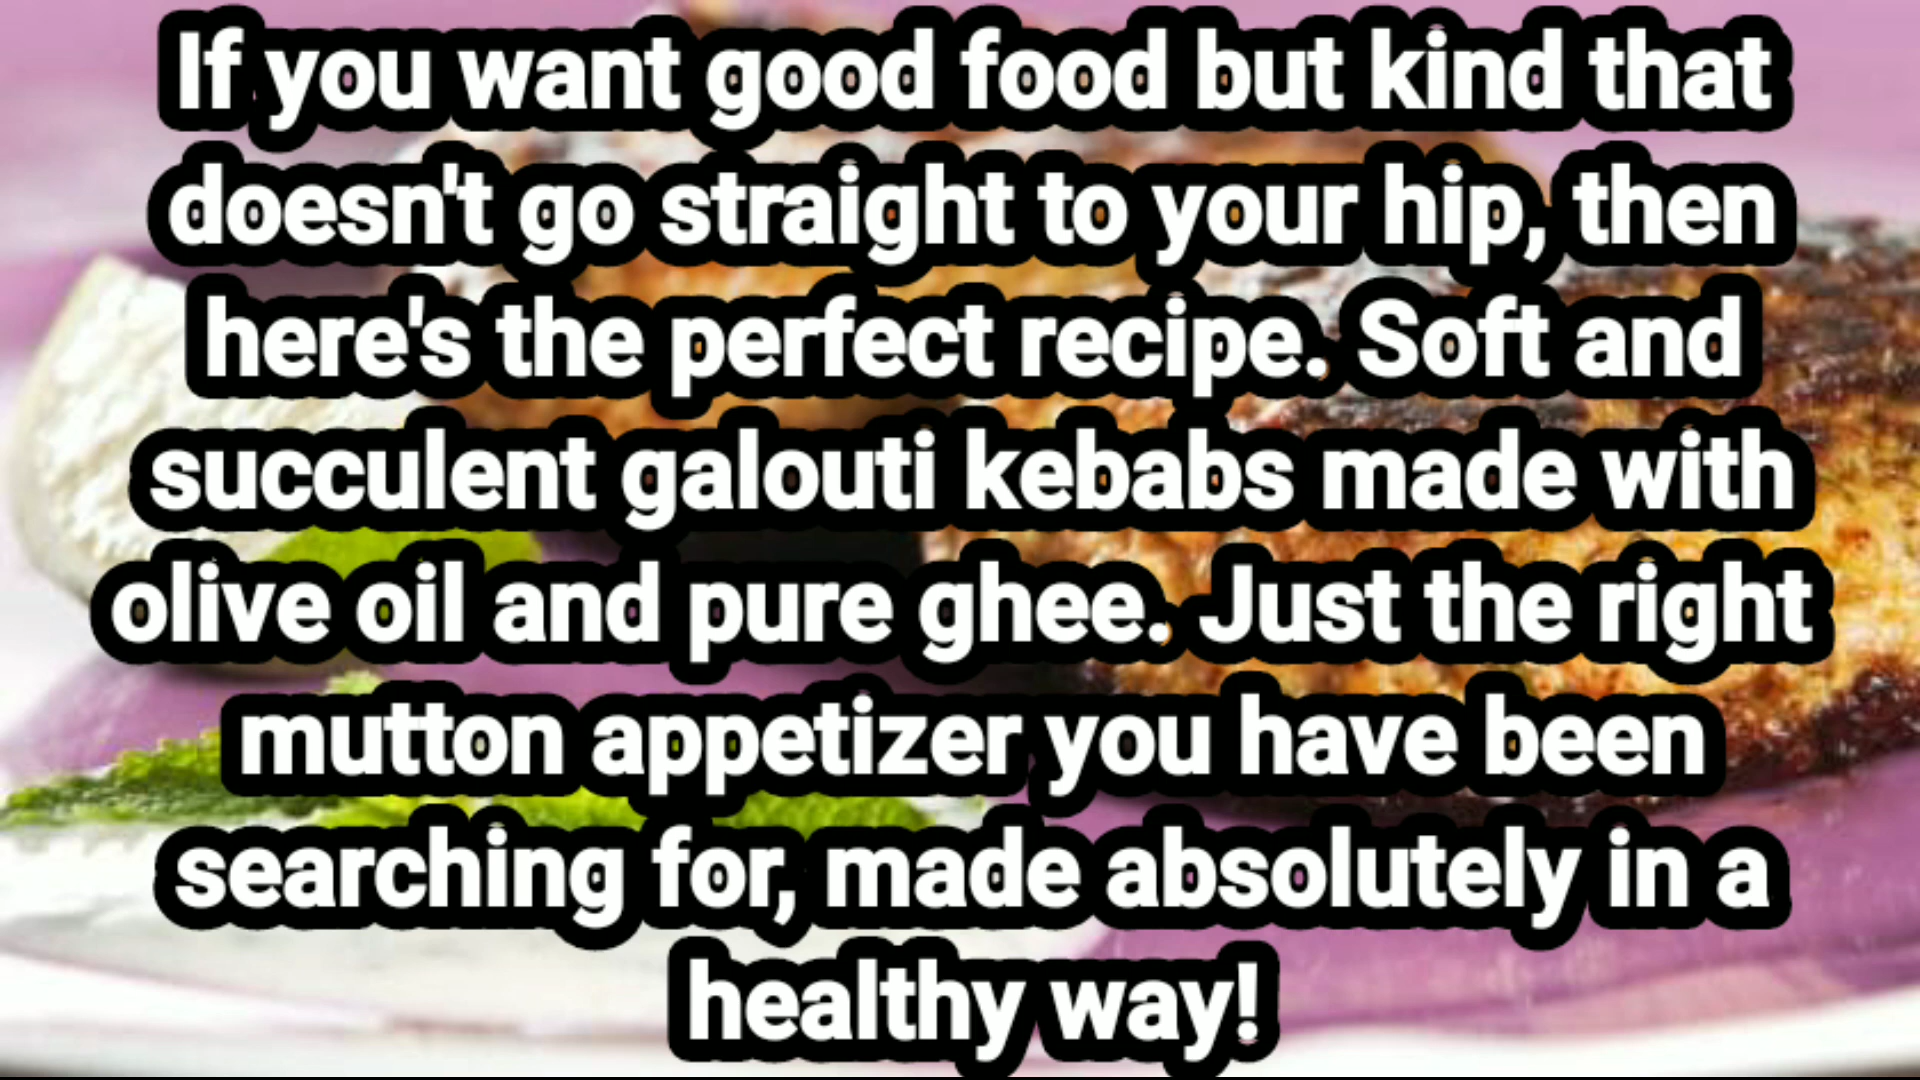 If you want good food but kind that
doesn't go straight to your hip, then
here's the perfect recipe. Soft and
succulent galouti kebabs made with
olive oil and pure ghee. Just the right
mutton appetizer you have been
searching for, made absolutely in a
healthy way!